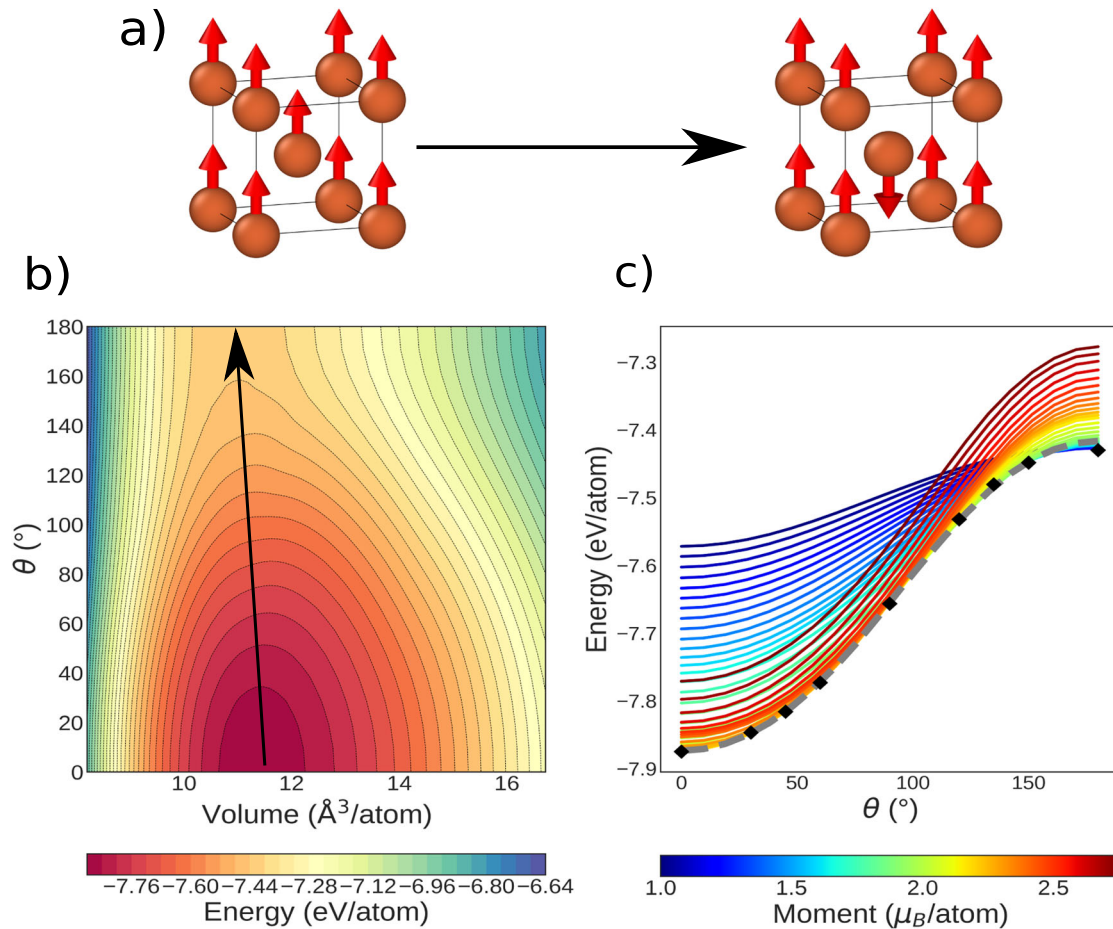 a)
b)
180
160
140
120
100
80
60
40
20
0
θ (°)
10 12 14 16
Volume (Å³/atom)
−7.76 −7.60 −7.44 −7.28 −7.12 −6.96 −6.80 −6.64
Energy (eV/atom)
c)
−7.3
−7.4
−7.5
−7.6
−7.7
−7.8
−7.9
Energy (eV/atom)
0 50 100 150
θ (°)
1.0 1.5 2.0 2.5
Moment (μ_B/atom)